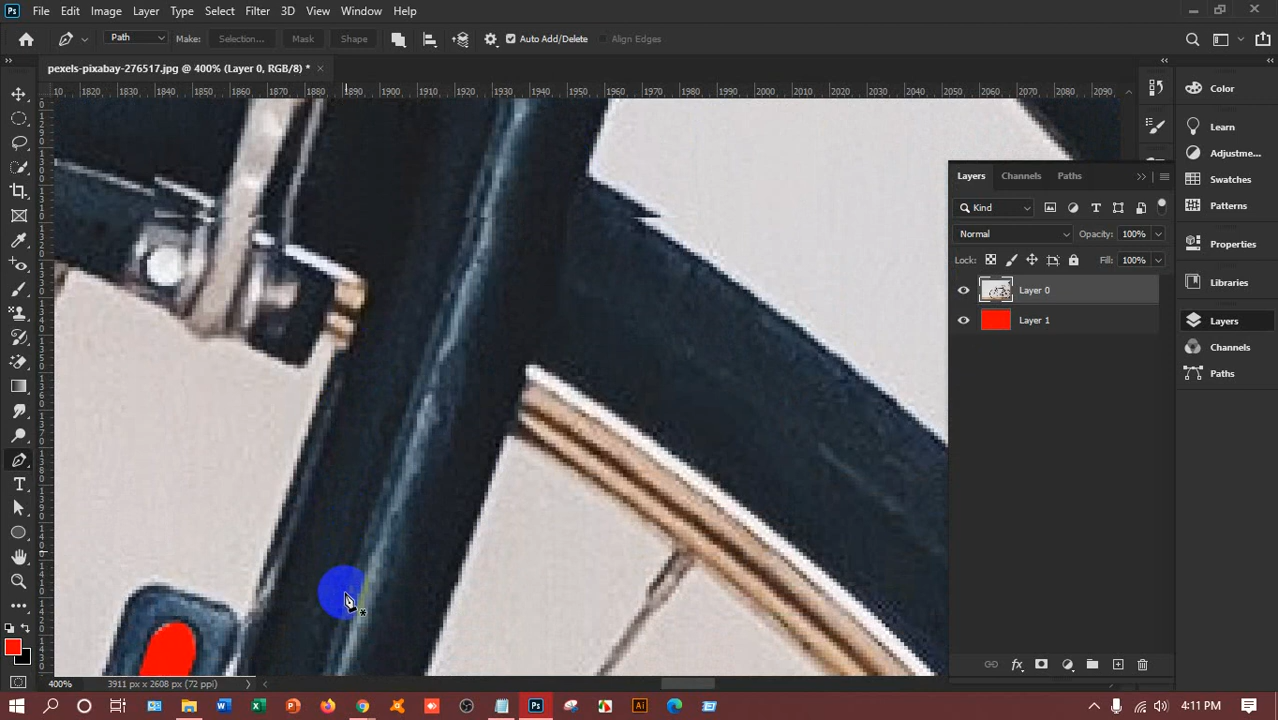 Ps File Edit Image Layer Type Select Filter 3D View Window Help
Path Make: Selection... Mask Shape Auto Add/Delete Align Edges
pexels-pixabay-276517.jpg @ 400% (Layer 0, RGB/8) *
10 1820 1830 1840 1850 1860 1870 1880 1890 1900 1910 1920 1930 1940 1950 1960 1970 1980 1990 2000 2010 2020 2030 2040 2050 2060 2070 2080 2090
Color
Learn
Adjustme...
Swatches
Patterns
Properties
Libraries
Layers
Channels
Paths
Layers Channels Paths
Kind
Normal Opacity: 100%
Lock: Fill: 100%
Layer 0
Layer 1
fx
400% 3911 px x 2608 px (72 ppi)
4:11 PM